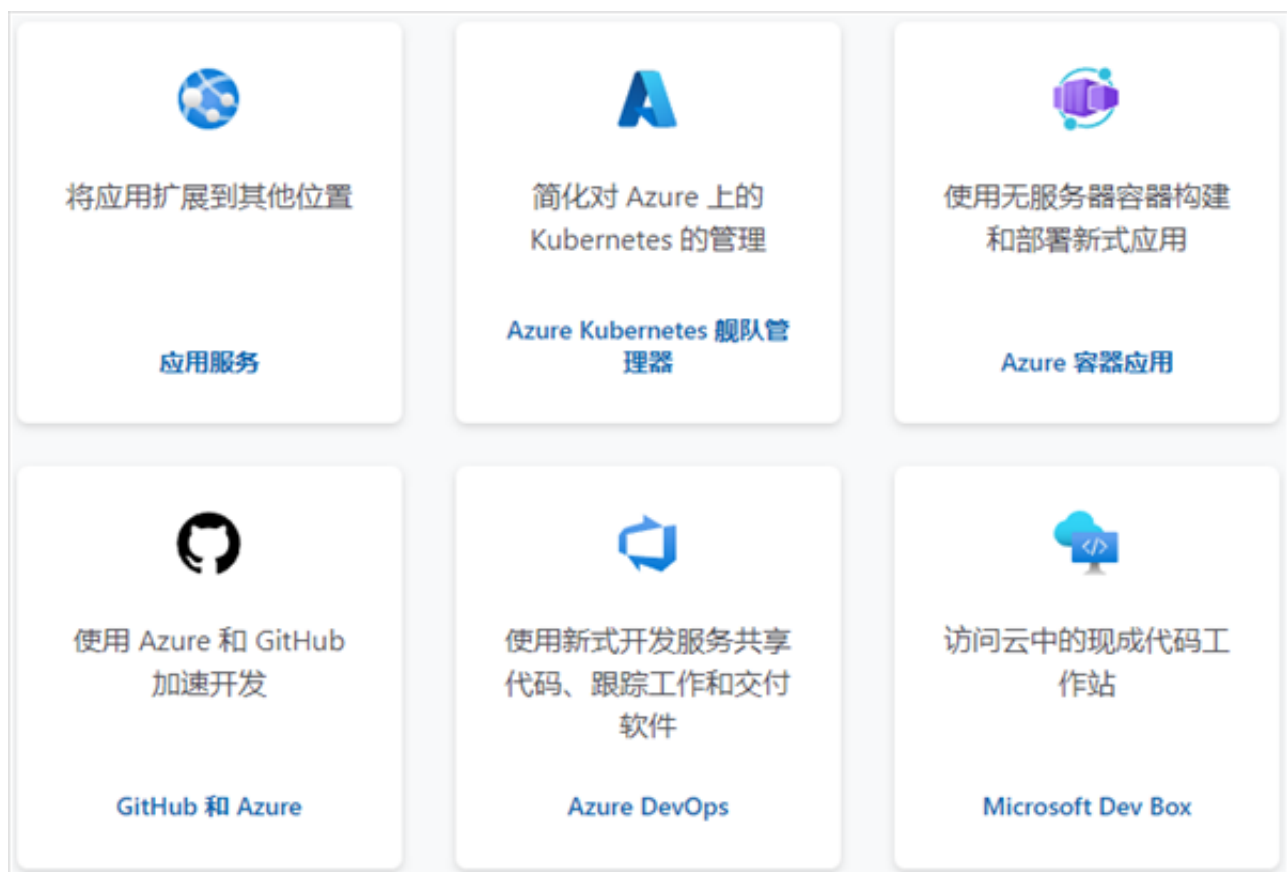 将应用扩展到其他位置
应用服务
简化对 Azure 上的
Kubernetes 的管理
Azure Kubernetes 舰队管
理器
使用无服务器容器构建
和部署新式应用
Azure 容器应用
使用 Azure 和 GitHub
加速开发
GitHub 和 Azure
使用新式开发服务共享
代码、跟踪工作和交付
软件
Azure DevOps
访问云中的现成代码工
作站
Microsoft Dev Box